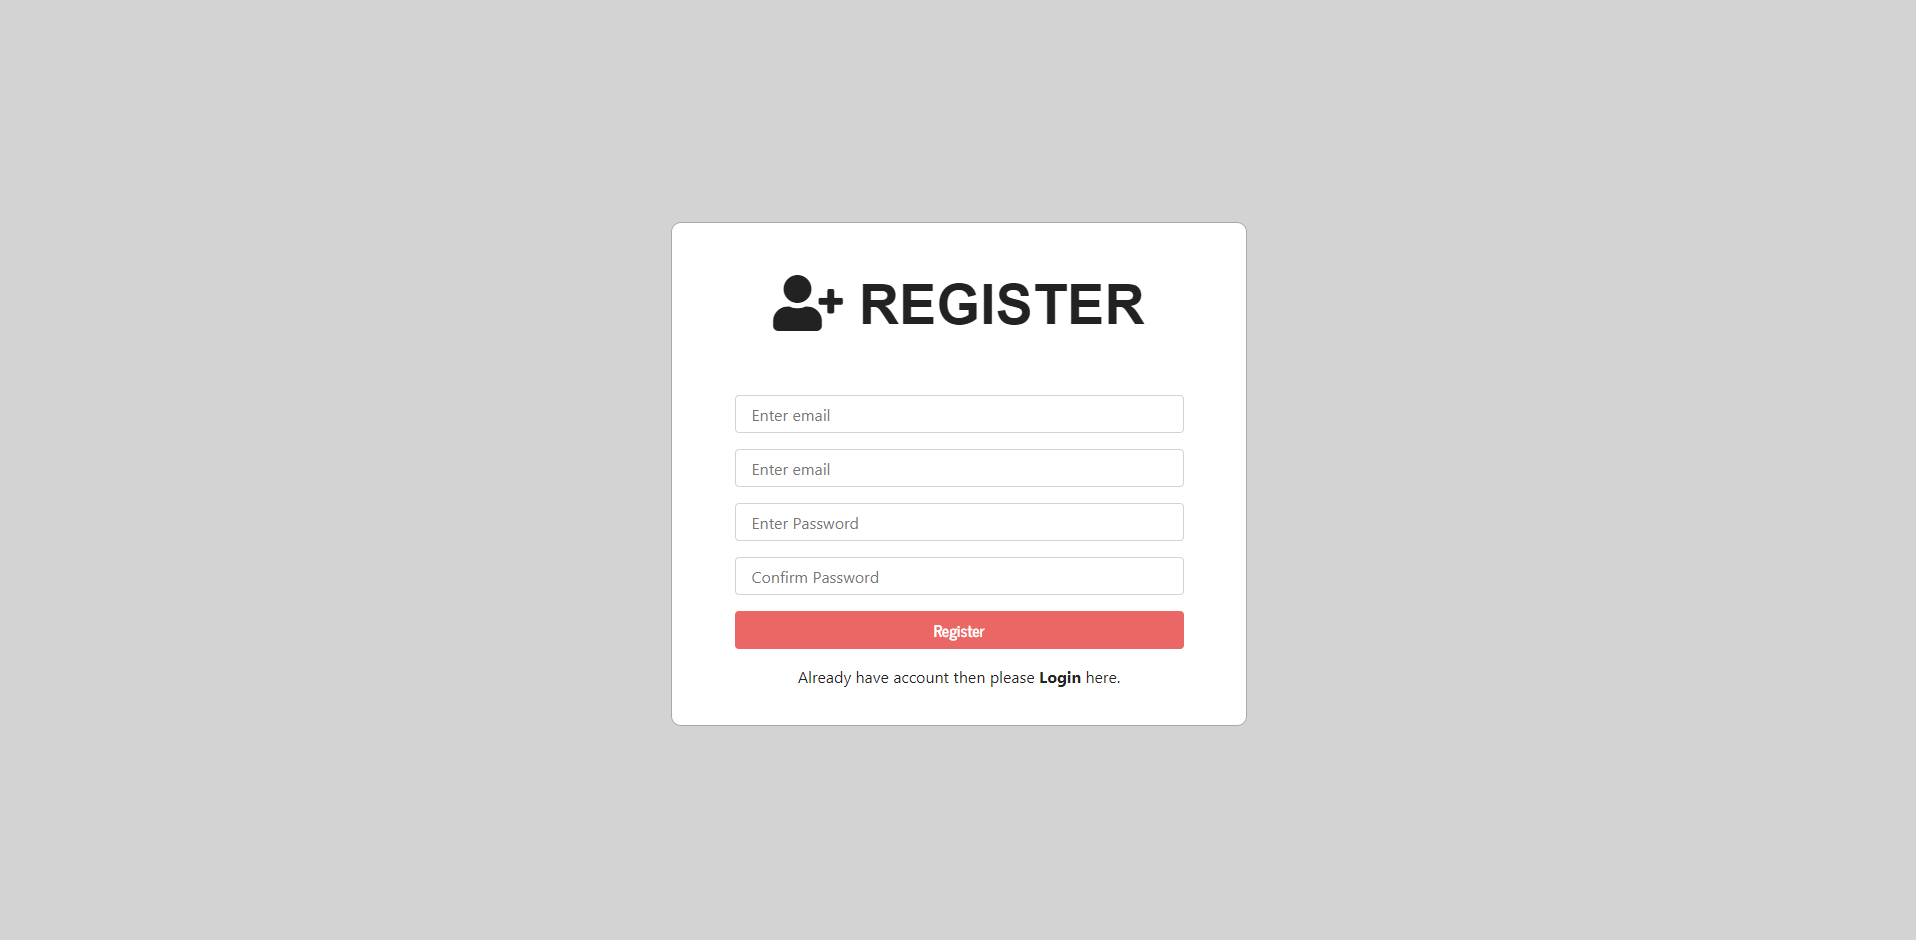 REGISTER
Enter email
Enter email
Enter Password
Confirm Password
Register
Already have account then please Login here.